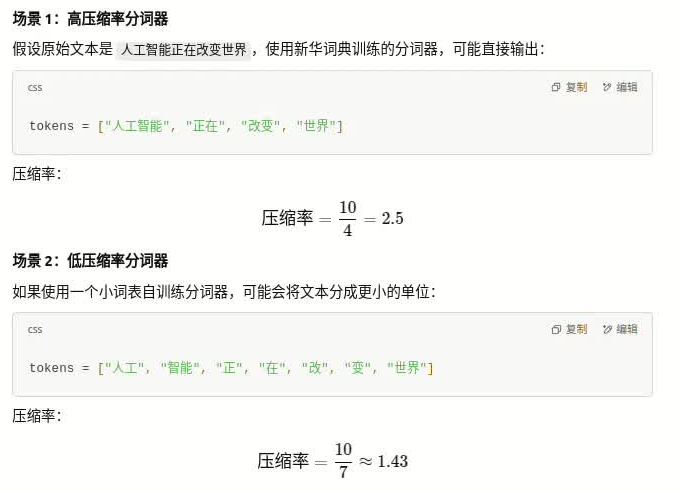 场景 1：高压缩率分词器
假设原始文本是 人工智能正在改变世界 ，使用新华词典训练的分词器，可能直接输出：
css 复制 编辑
tokens = ["人工智能", "正在", "改变", "世界"]
压缩率：
压缩率 = 10/4 = 2.5
场景 2：低压缩率分词器
如果使用一个小词表自训练分词器，可能会将文本分成更小的单位：
css 复制 编辑
tokens = ["人工", "智能", "正", "在", "改", "变", "世界"]
压缩率：
压缩率 = 10/7 ≈ 1.43